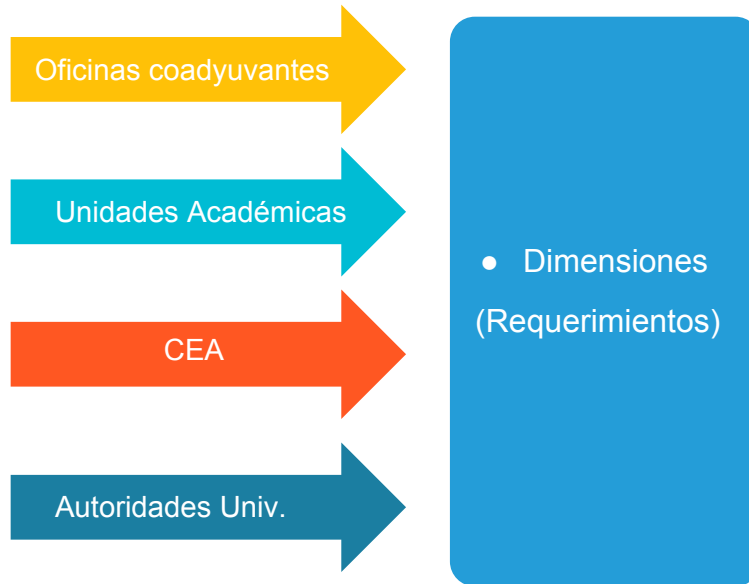 Oficinas coadyuvantes
Unidades Académicas
CEA
Autoridades Univ.
● Dimensiones
(Requerimientos)